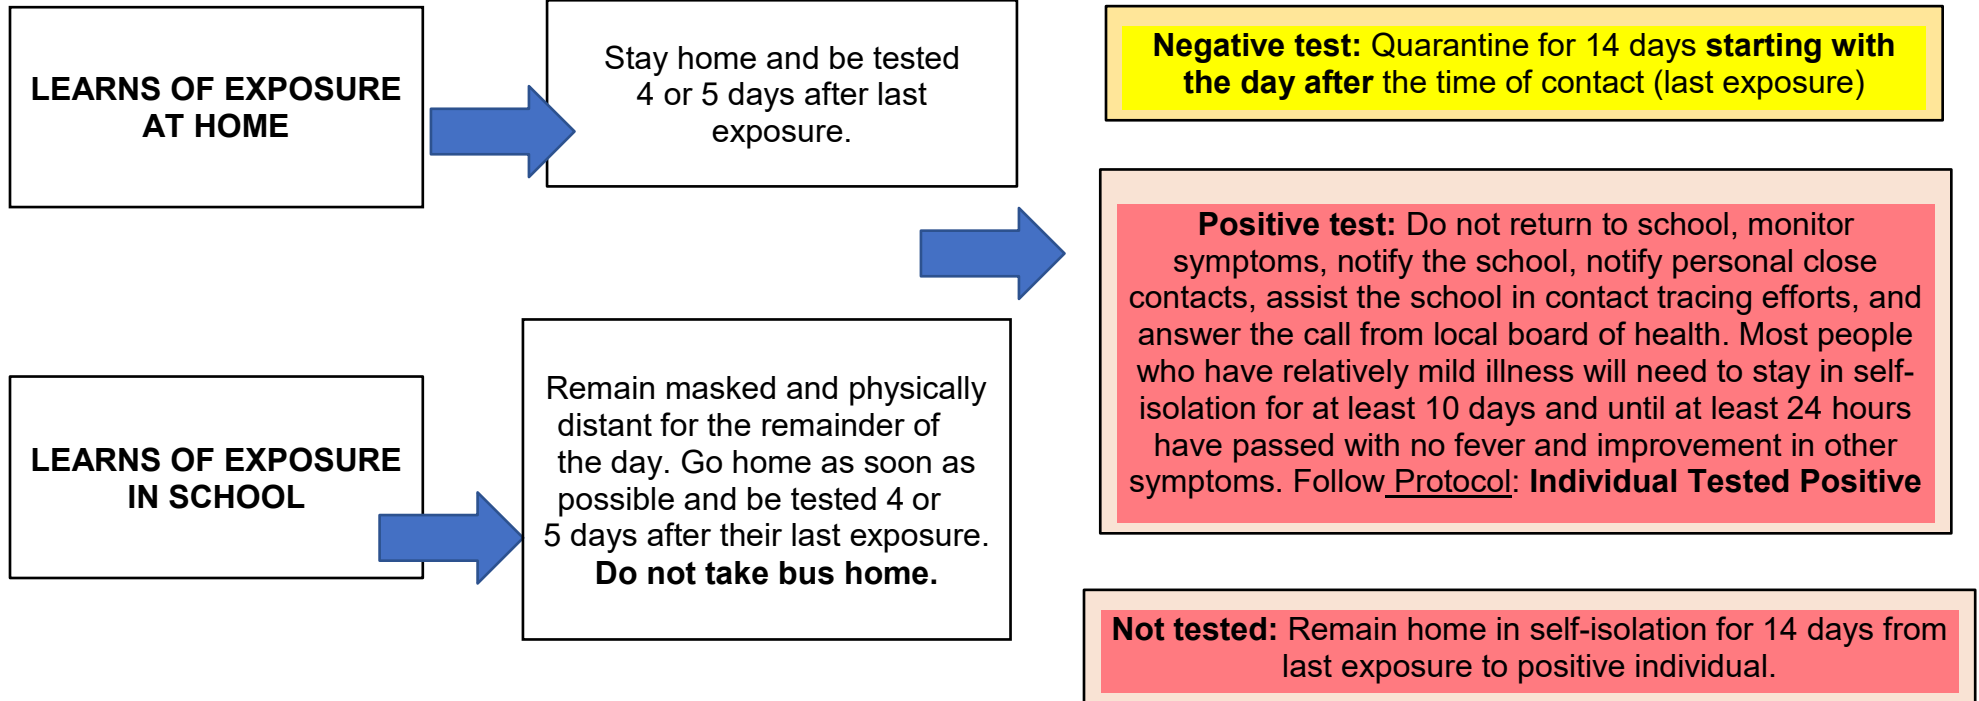 LEARNS OF EXPOSURE
AT HOME
Stay home and be tested
4 or 5 days after last
exposure.
Negative test: Quarantine for 14 days starting with
the day after the time of contact (last exposure)
Positive test: Do not return to school, monitor
symptoms, notify the school, notify personal close
contacts, assist the school in contact tracing efforts, and
answer the call from local board of health. Most people
who have relatively mild illness will need to stay in self-
isolation for at least 10 days and until at least 24 hours
have passed with no fever and improvement in other
symptoms. Follow Protocol: Individual Tested Positive
LEARNS OF EXPOSURE
IN SCHOOL
Remain masked and physically
distant for the remainder of
the day. Go home as soon as
possible and be tested 4 or
5 days after their last exposure.
Do not take bus home.
Not tested: Remain home in self-isolation for 14 days from
last exposure to positive individual.